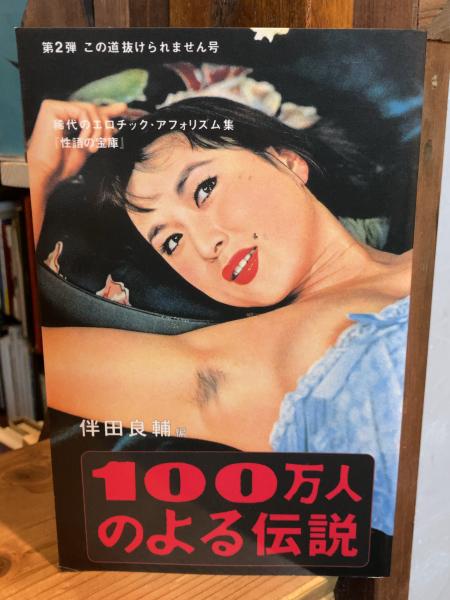 第2弾 この道抜けられません号
稀代のエロチック・アフォリズム集
『性語の宝庫』
伴田良輔 編
100万人
のよる伝説